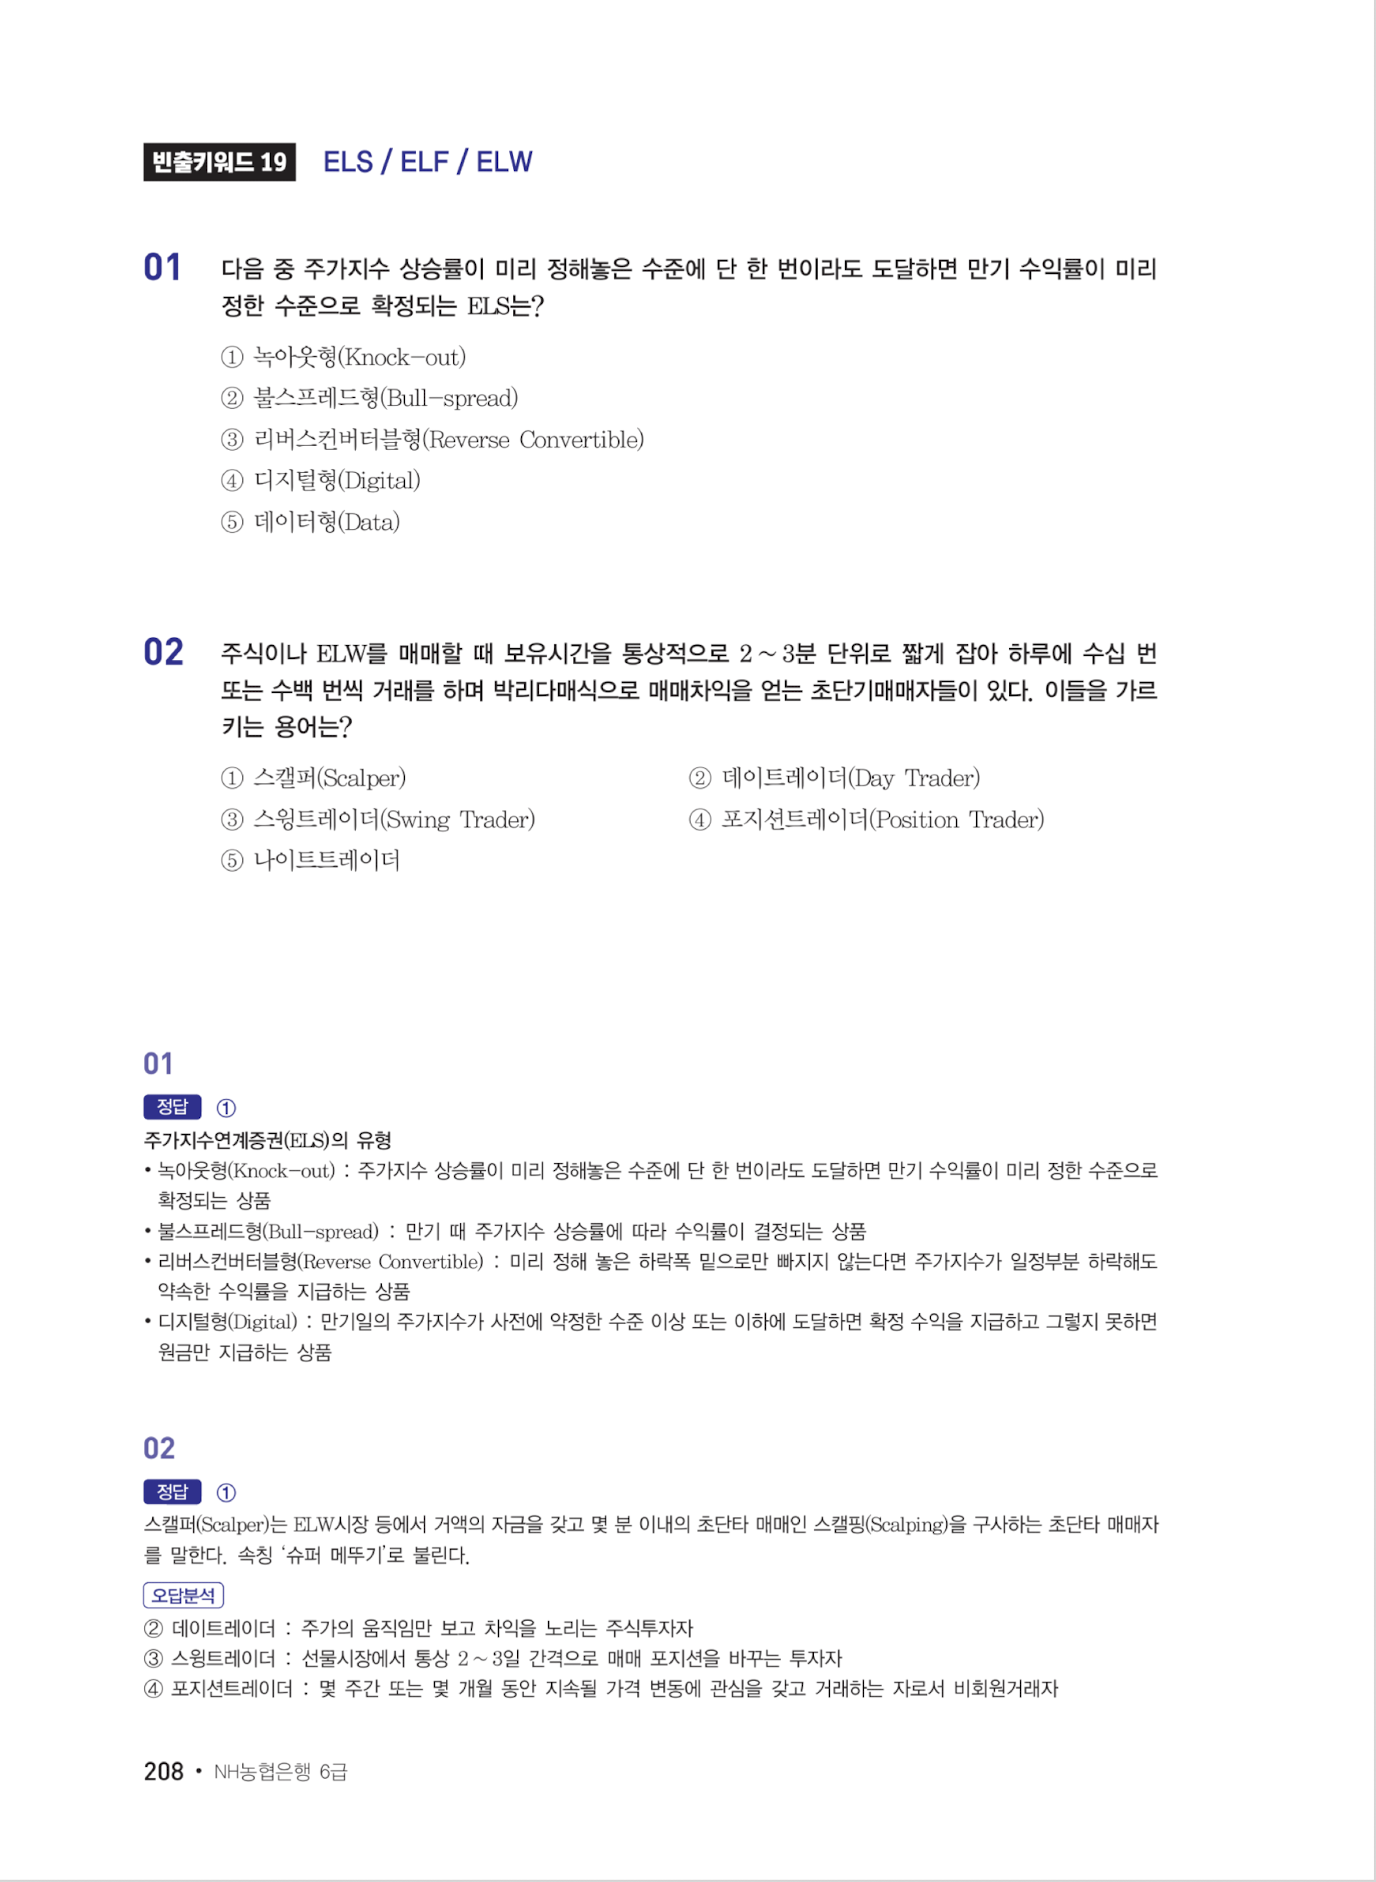 빈출키워드 19 ELS / ELF / ELW
01 다음 중 주가지수 상승률이 미리 정해놓은 수준에 단 한 번이라도 도달하면 만기 수익률이 미리
정한 수준으로 확정되는 ELS는?
① 녹아웃형(Knock-out)
② 불스프레드형(Bull-spread)
③ 리버스컨버터블형(Reverse Convertible)
④ 디지털형(Digital)
⑤ 데이터형(Data)
02 주식이나 ELW를 매매할 때 보유시간을 통상적으로 2 ~ 3분 단위로 짧게 잡아 하루에 수십 번
또는 수백 번씩 거래를 하며 박리다매식으로 매매차익을 얻는 초단기매매자들이 있다. 이들을 가르
키는 용어는?
① 스캘퍼(Scalper) ② 데이트레이더(Day Trader)
③ 스윙트레이더(Swing Trader) ④ 포지션트레이더(Position Trader)
⑤ 나이트트레이더
01
정답 ①
주가지수연계증권(ELS)의 유형
• 녹아웃형(Knock-out) : 주가지수 상승률이 미리 정해놓은 수준에 단 한 번이라도 도달하면 만기 수익률이 미리 정한 수준으로
확정되는 상품
• 불스프레드형(Bull-spread) : 만기 때 주가지수 상승률에 따라 수익률이 결정되는 상품
• 리버스컨버터블형(Reverse Convertible) : 미리 정해 놓은 하락폭 밑으로만 빠지지 않는다면 주가지수가 일정부분 하락해도
약속한 수익률을 지급하는 상품
• 디지털형(Digital) : 만기일의 주가지수가 사전에 약정한 수준 이상 또는 이하에 도달하면 확정 수익을 지급하고 그렇지 못하면
원금만 지급하는 상품
02
정답 ①
스캘퍼(Scalper)는 ELW시장 등에서 거액의 자금을 갖고 몇 분 이내의 초단타 매매인 스캘핑(Scalping)을 구사하는 초단타 매매자
를 말한다. 속칭 ‘슈퍼 메뚜기’로 불린다.
오답분석
② 데이트레이더 : 주가의 움직임만 보고 차익을 노리는 주식투자자
③ 스윙트레이더 : 선물시장에서 통상 2 ~ 3일 간격으로 매매 포지션을 바꾸는 투자자
④ 포지션트레이더 : 몇 주간 또는 몇 개월 동안 지속될 가격 변동에 관심을 갖고 거래하는 자로서 비회원거래자
208 • NH농협은행 6급